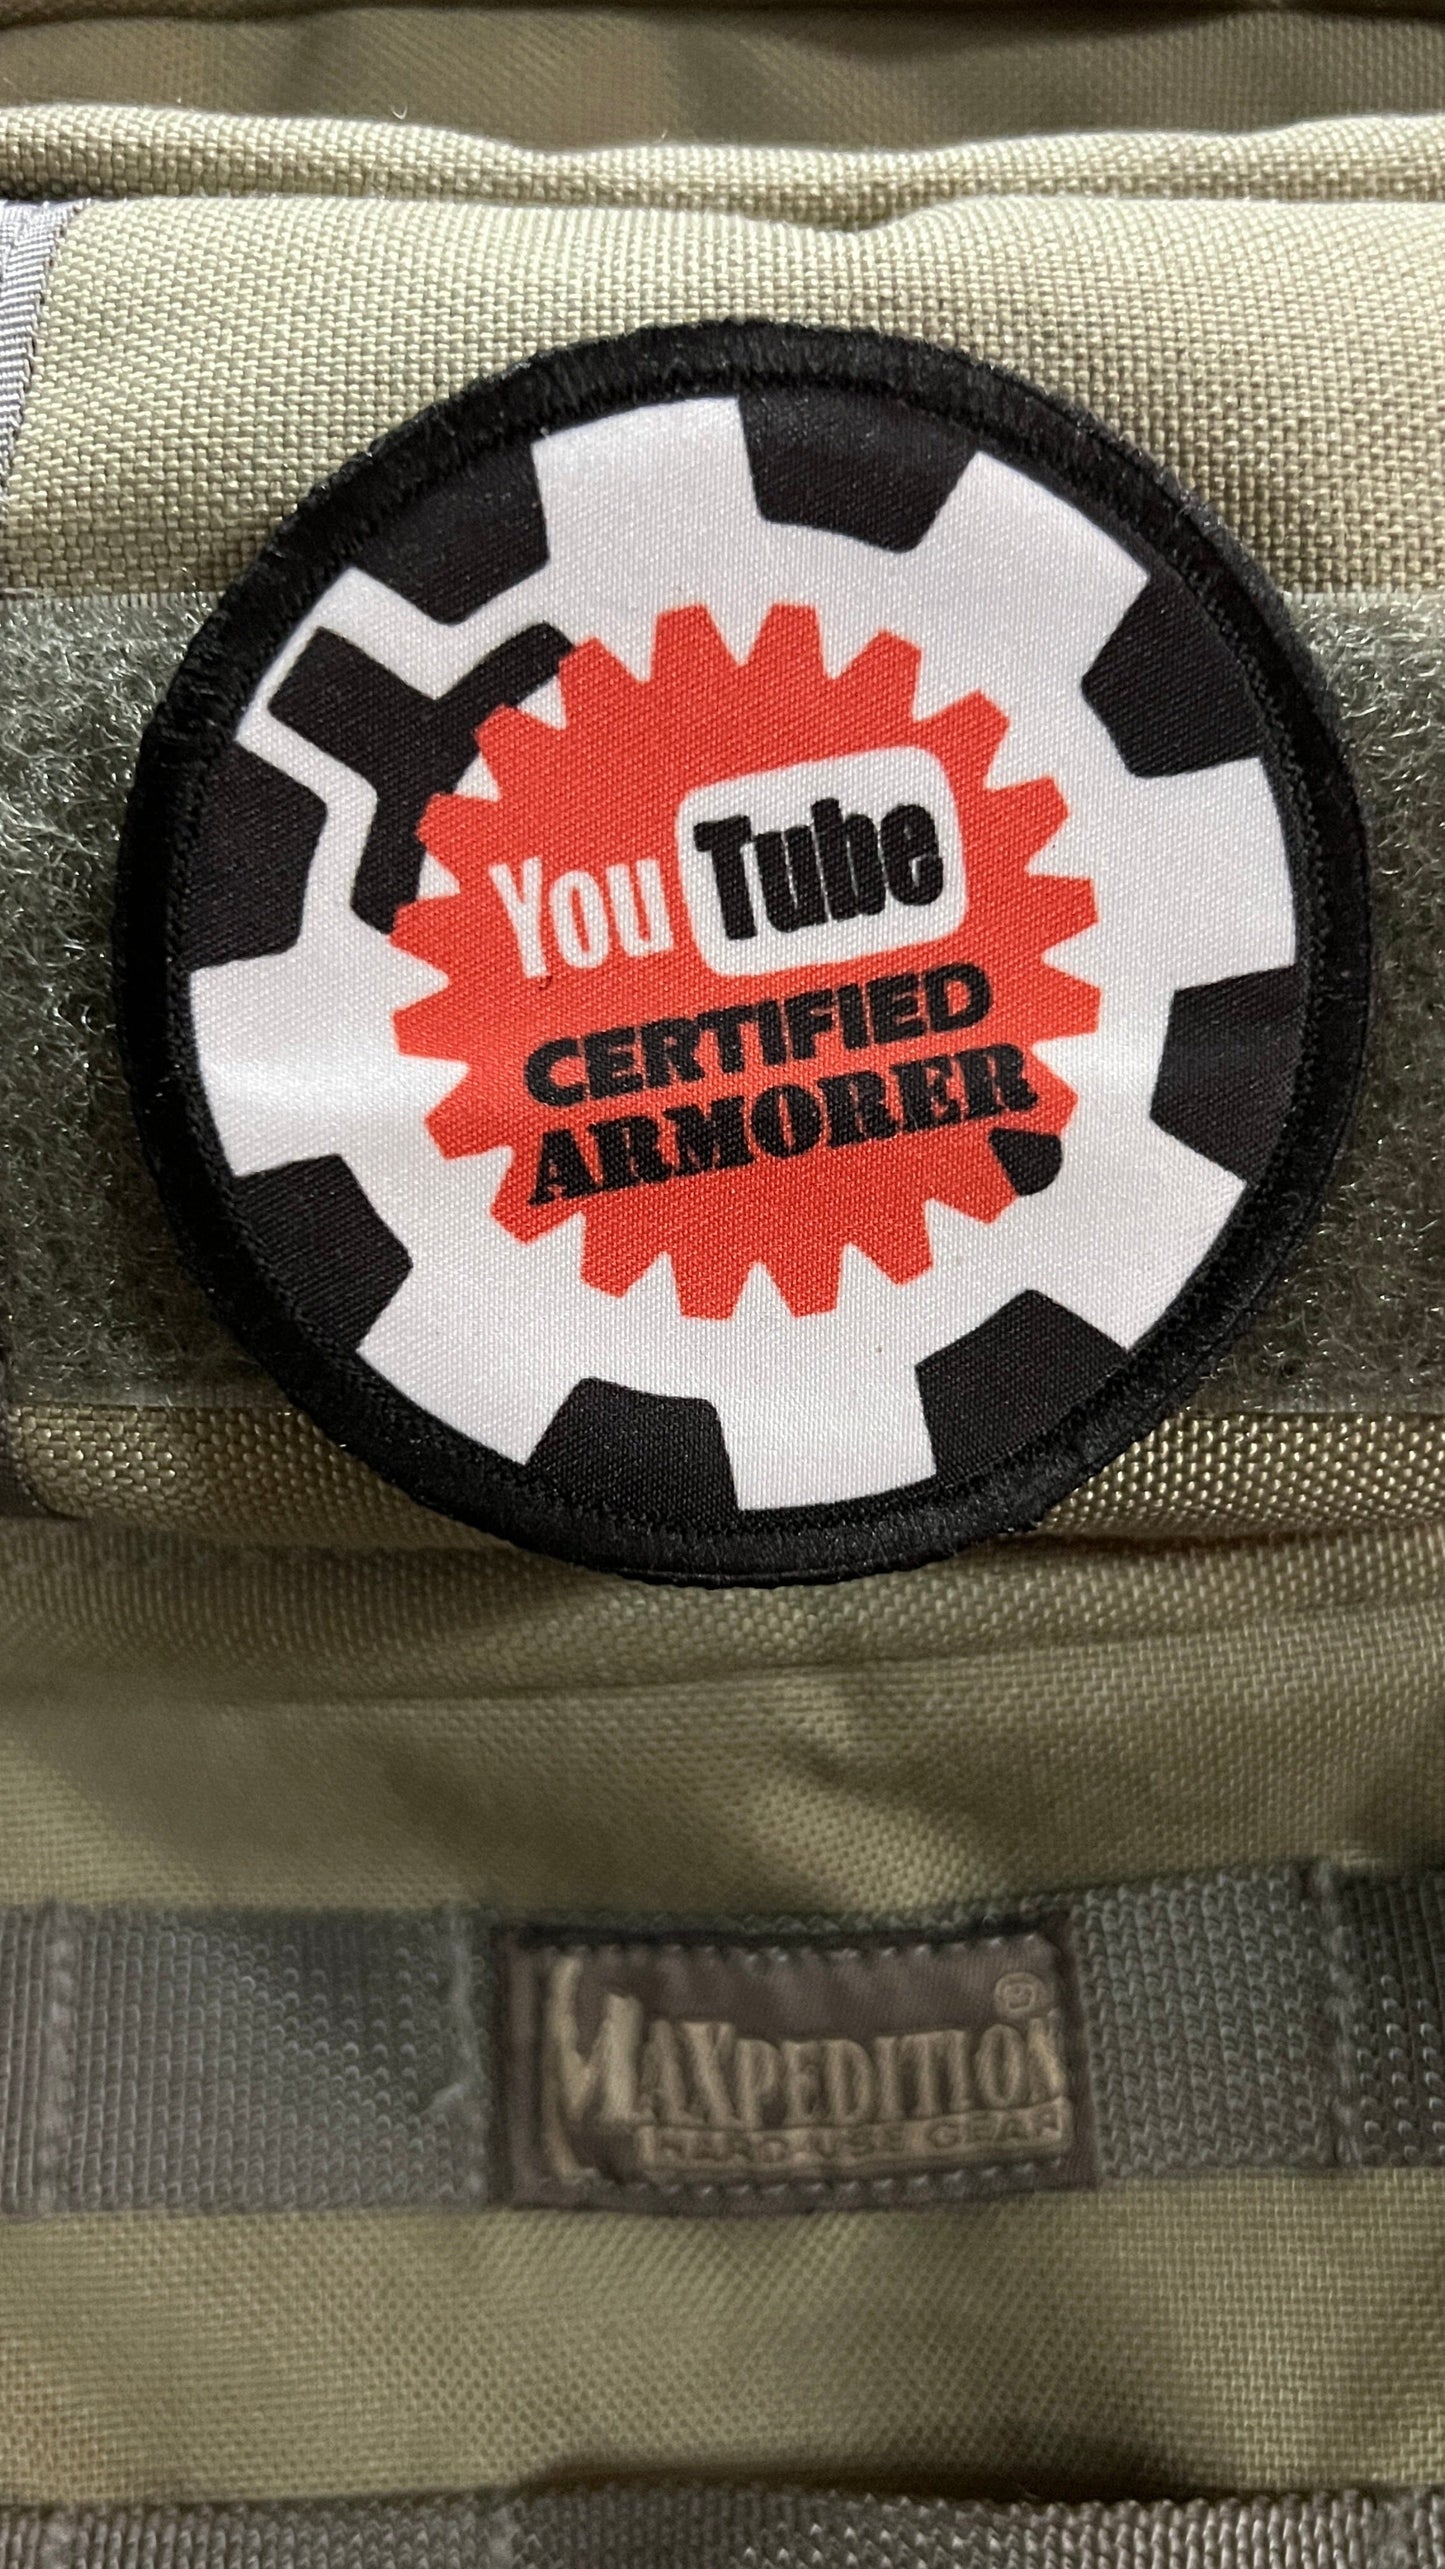 YouTube
CERTIFIED
ARMORER
MAXPEDITION®
HARD-USE GEAR